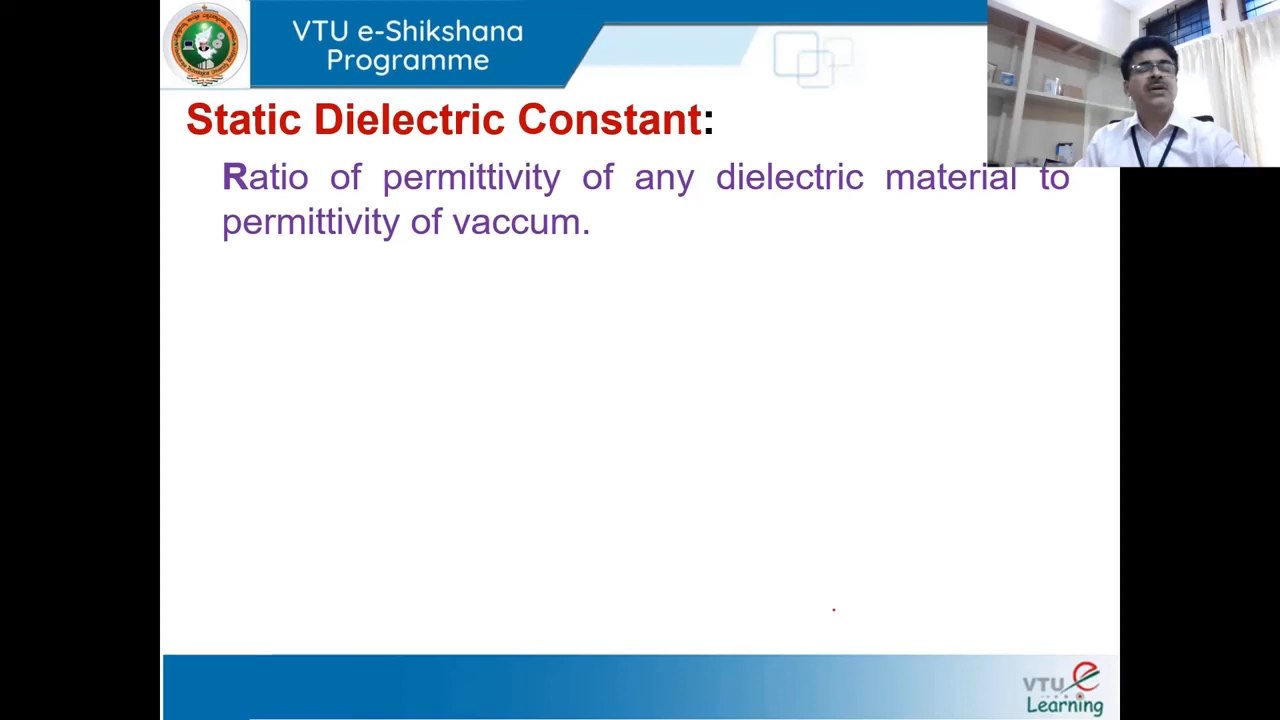 VTU e-Shikshana
Programme
Static Dielectric Constant:
Ratio of permittivity of any dielectric material to
permittivity of vaccum.
VTU e
Learning